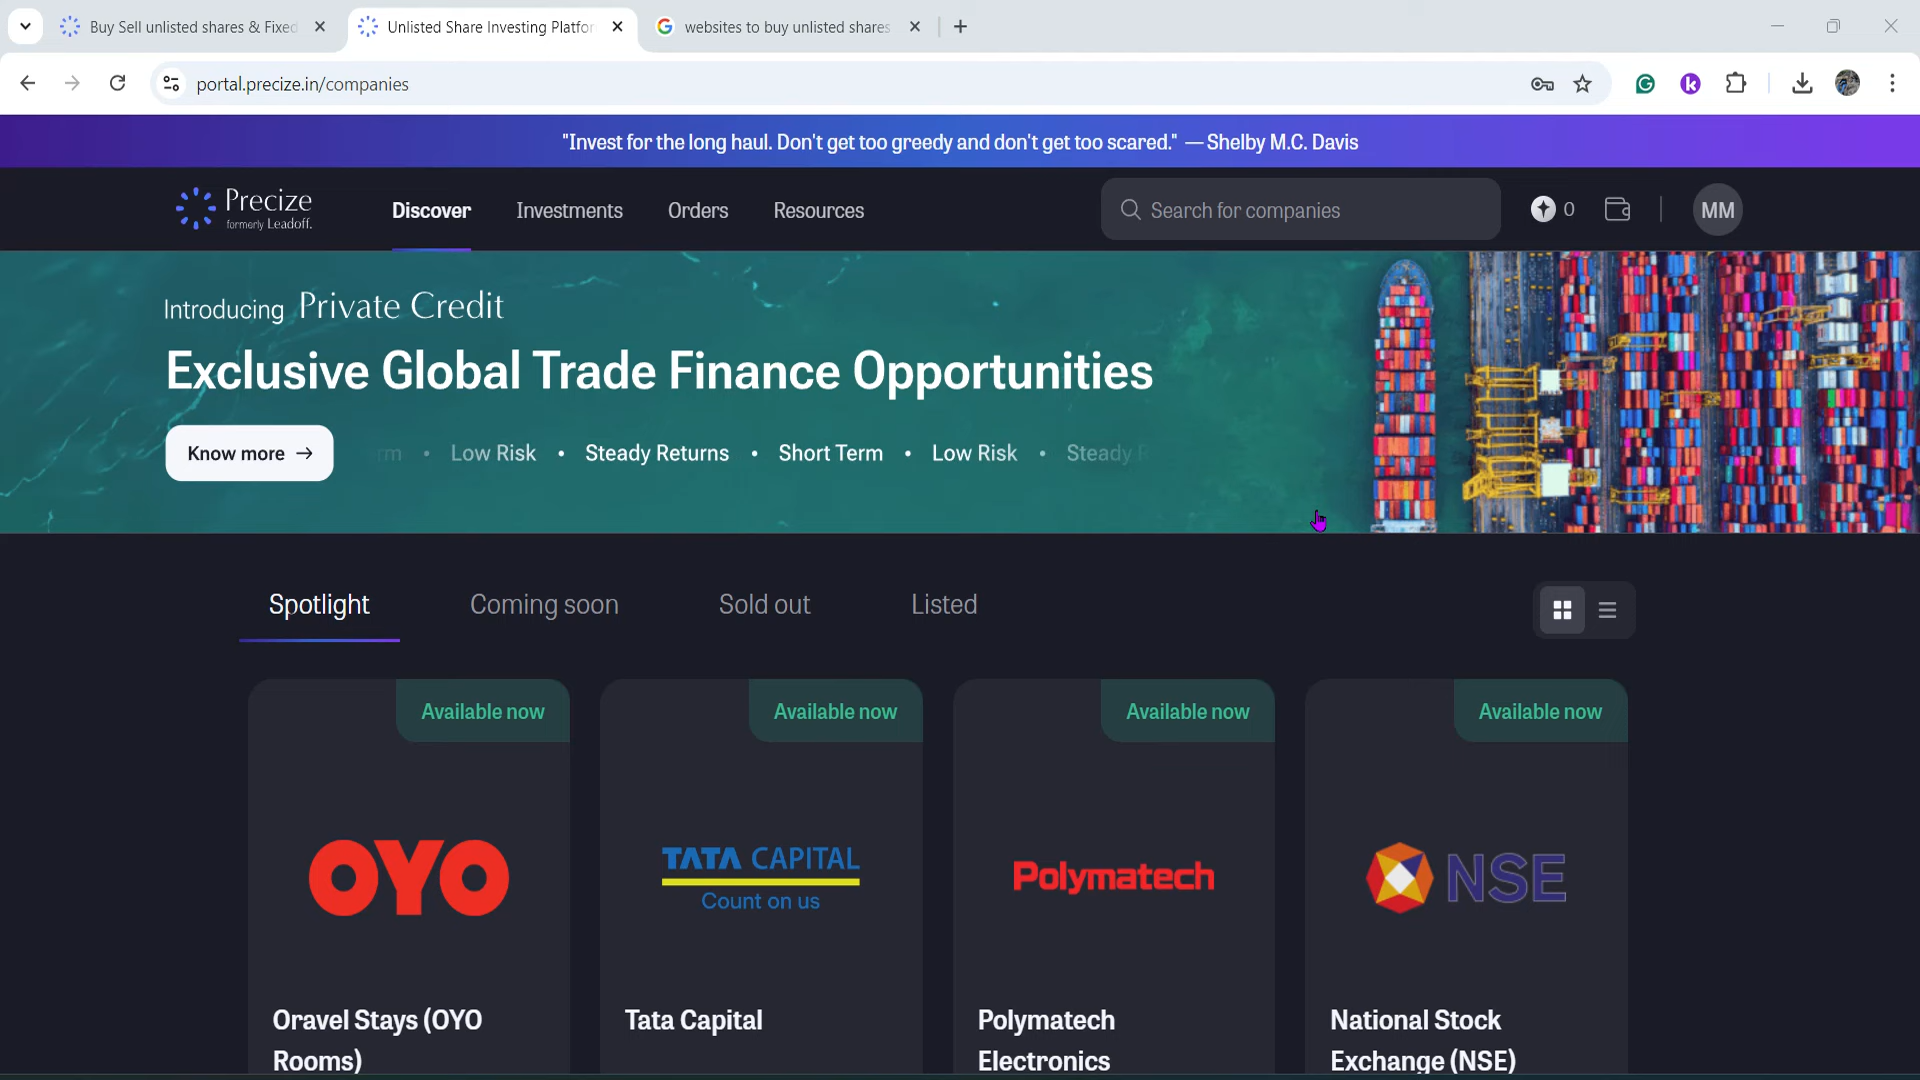 Buy Sell unlisted shares & Fixed
Unlisted Share Investing Platfor
websites to buy unlisted shares
portal.precize.in/companies
"Invest for the long haul. Don't get too greedy and don't get too scared." — Shelby M.C. Davis
Precize
formerly Leadoff.
Discover
Investments
Orders
Resources
Search for companies
0
MM
Introducing Private Credit
Exclusive Global Trade Finance Opportunities
Know more →
rm • Low Risk • Steady Returns • Short Term • Low Risk • Steady R
Spotlight
Coming soon
Sold out
Listed
Available now
Available now
Available now
Available now
OYO
TATA CAPITAL
Count on us
Polymatech
NSE
Oravel Stays (OYO
Rooms)
Tata Capital
Polymatech
Electronics
National Stock
Exchange (NSE)